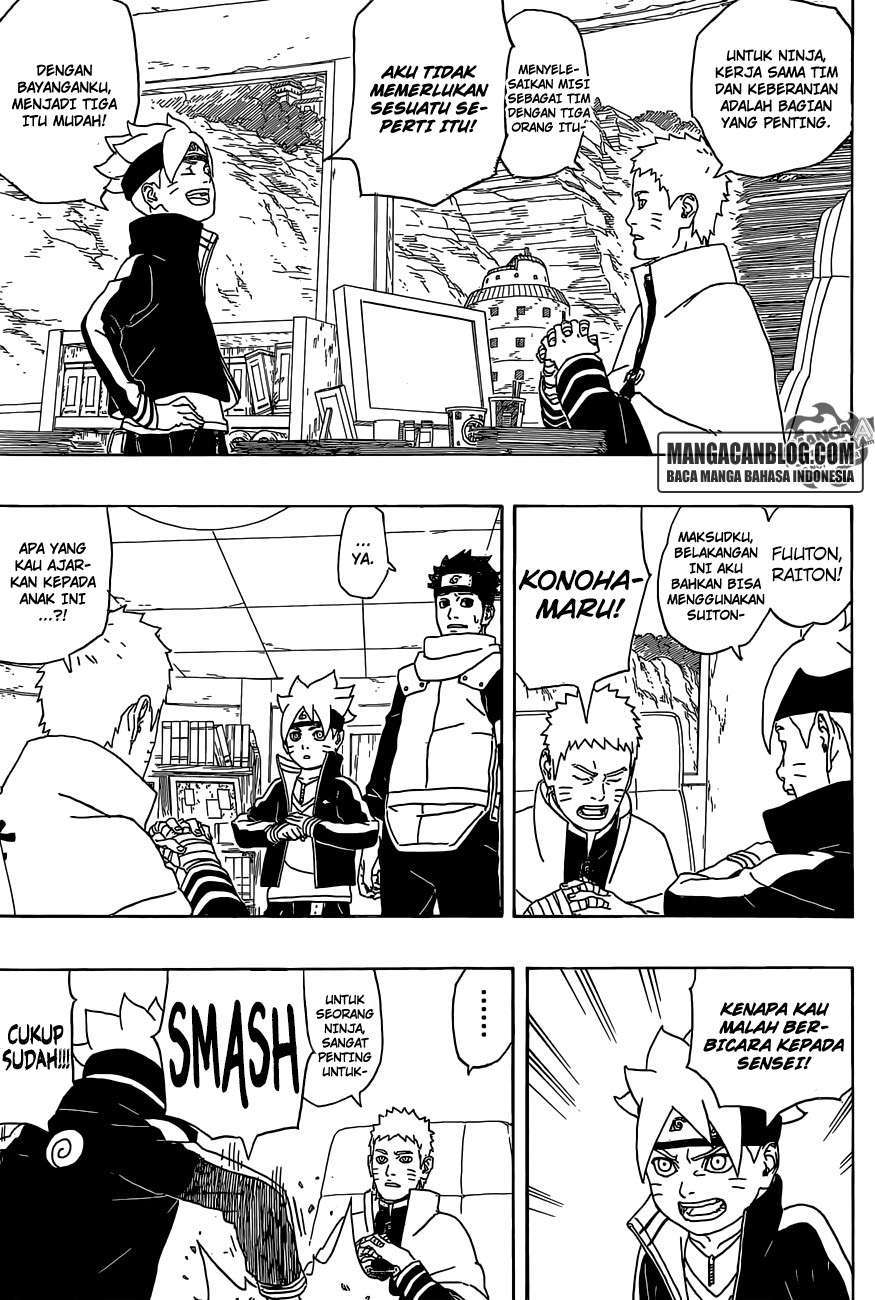 UNTUK NINJA,
KERJA SAMA TIM
DAN KEBERANIAN
ADALAH BAGIAN
YANG PENTING.
MENYELE-
SAIKAN MISI
SEBAGAI TIM
DENGAN TIGA
ORANG ITU-
AKU TIDAK
MEMERLUKAN
SESUATU SE-
PERTI ITU!
DENGAN
BAYANGANKU,
MENJADI TIGA
ITU MUDAH!
MANGACANBLOG.COM
BACA MANGA BAHASA INDONESIA
FUUTON,
RAITON!
MAKSUDKU,
BELAKANGAN
INI AKU
BAHKAN BISA
MENGGUNAKAN
SUITON-
KONOHA-
MARU!
...
YA.
APA YANG
KAU AJAR-
KAN KEPADA
ANAK INI
...?!
KENAPA KAU
MALAH BER-
BICARA KEPADA
SENSEI!
......
UNTUK
SEORANG
NINJA,
SANGAT
PENTING
UNTUK-
SMASH
CUKUP
SUDAH!!!